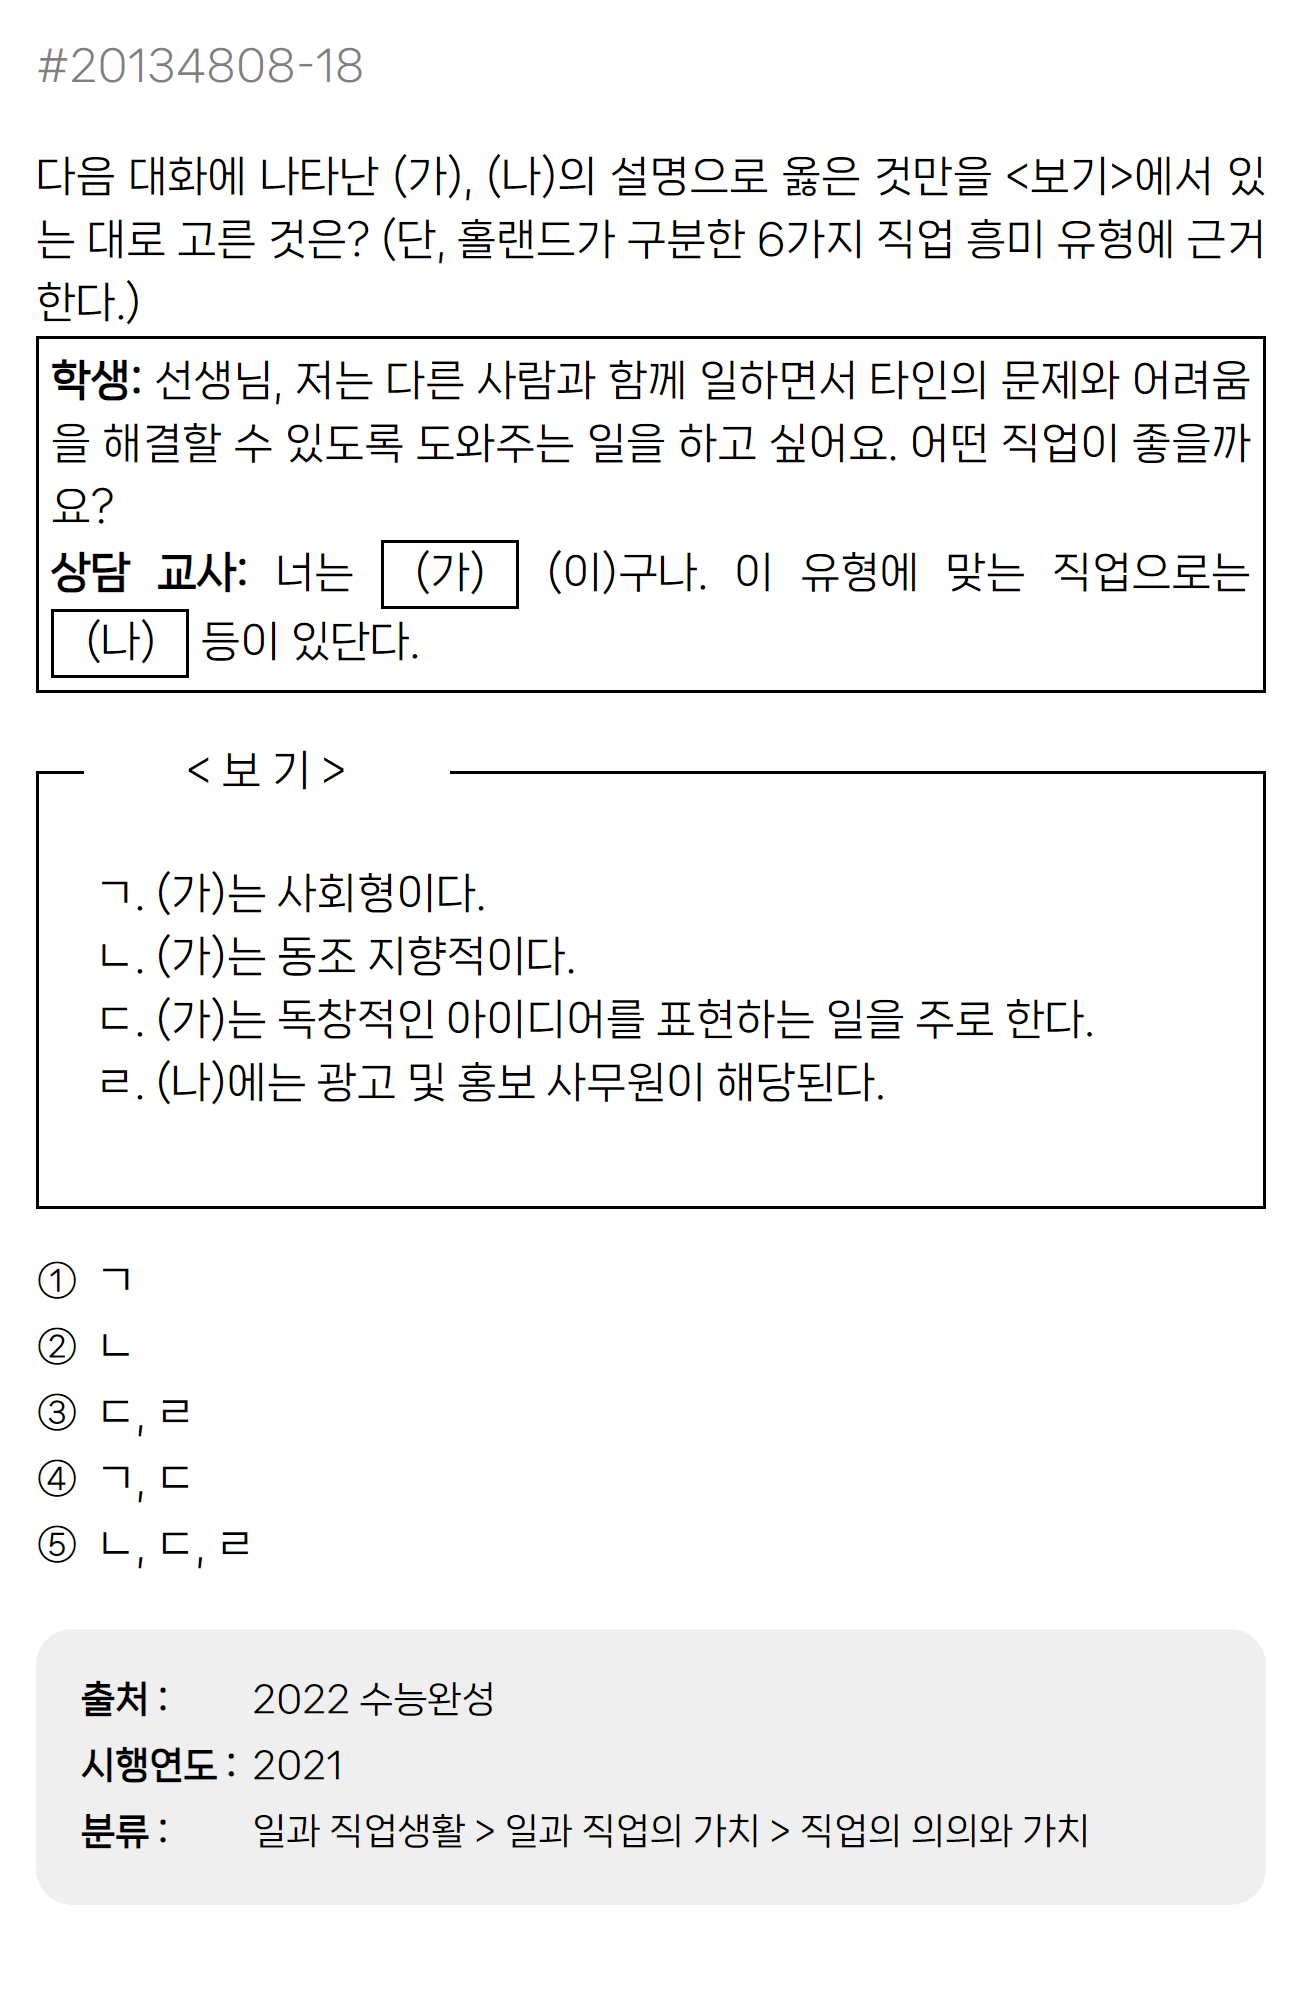 #20134808-18
다음 대화에 나타난 (가), (나)의 설명으로 옳은 것만을 <보기>에서 있
는 대로 고른 것은? (단, 홀랜드가 구분한 6가지 직업 흥미 유형에 근거
한다.)
학생: 선생님, 저는 다른 사람과 함께 일하면서 타인의 문제와 어려움
을 해결할 수 있도록 도와주는 일을 하고 싶어요. 어떤 직업이 좋을까
요?
상담 교사: 너는 (가) (이)구나. 이 유형에 맞는 직업으로는
(나) 등이 있단다.
< 보 기 >
ㄱ. (가)는 사회형이다.
ㄴ. (가)는 동조 지향적이다.
ㄷ. (가)는 독창적인 아이디어를 표현하는 일을 주로 한다.
ㄹ. (나)에는 광고 및 홍보 사무원이 해당된다.
① ㄱ
② ㄴ
③ ㄷ, ㄹ
④ ㄱ, ㄷ
⑤ ㄴ, ㄷ, ㄹ
출처 : 2022 수능완성
시행연도 : 2021
분류 : 일과 직업생활 > 일과 직업의 가치 > 직업의 의의와 가치